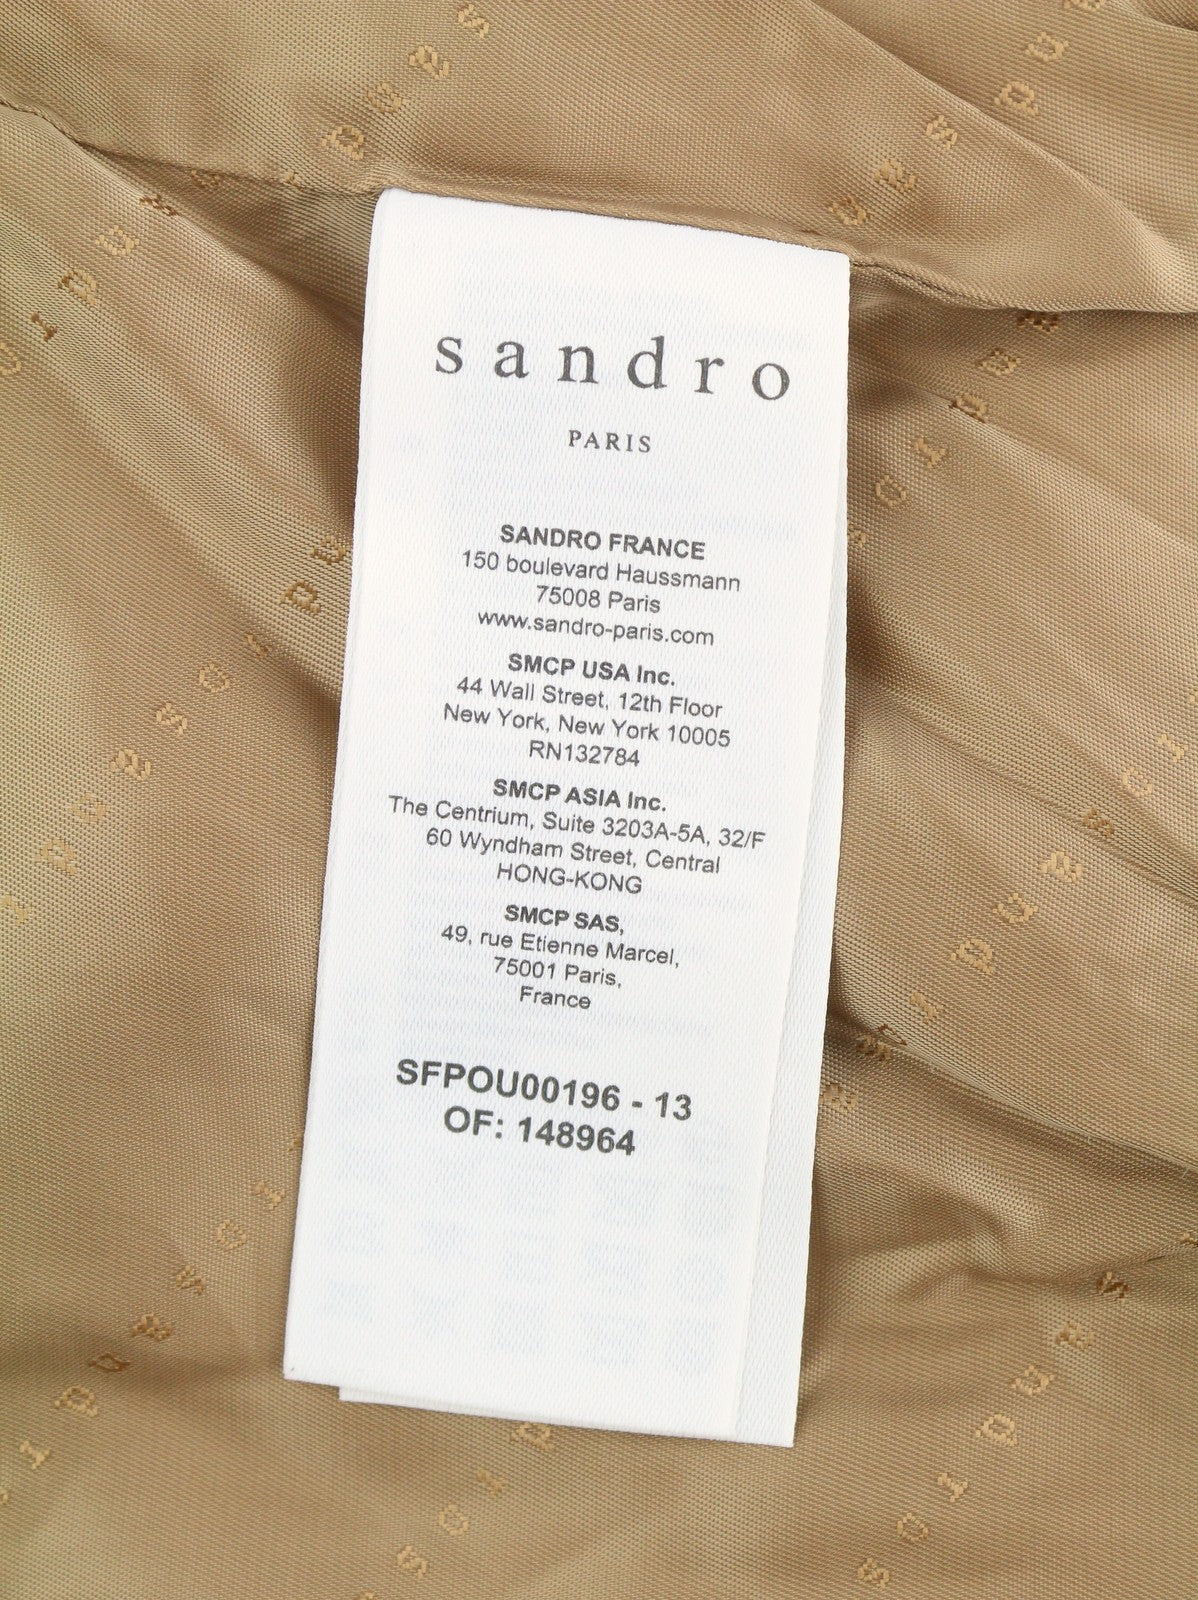 sandro
PARIS
SANDRO FRANCE
150 boulevard Haussmann
75008 Paris
www.sandro-paris.com
SMCP USA Inc.
44 Wall Street, 12th Floor
New York, New York 10005
RN132784
SMCP ASIA Inc.
The Centrium, Suite 3203A-5A, 32/F
60 Wyndham Street, Central
HONG-KONG
SMCP SAS,
49, rue Etienne Marcel,
75001 Paris,
France
SFPOU00196 - 13
OF: 148964